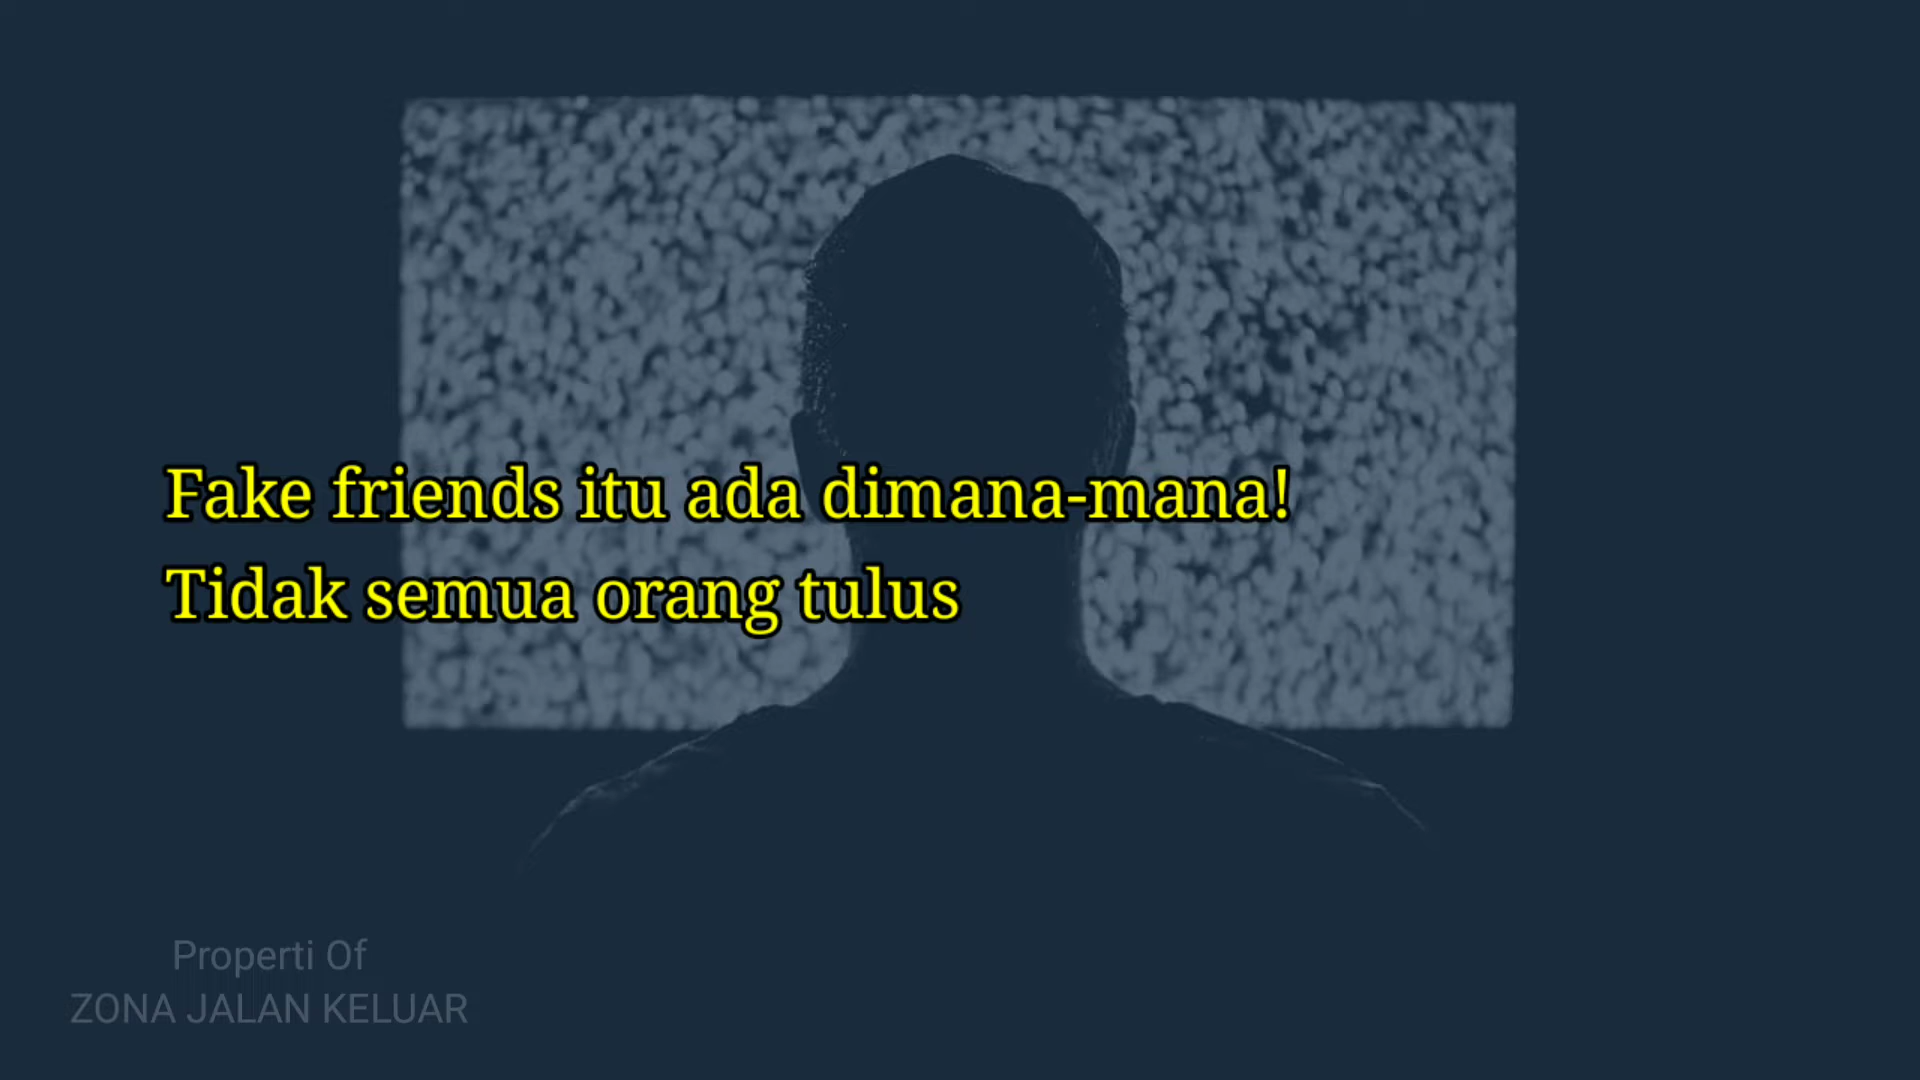 Fake friends itu ada dimana-mana!
Tidak semua orang tulus
Properti Of
ZONA JALAN KELUAR